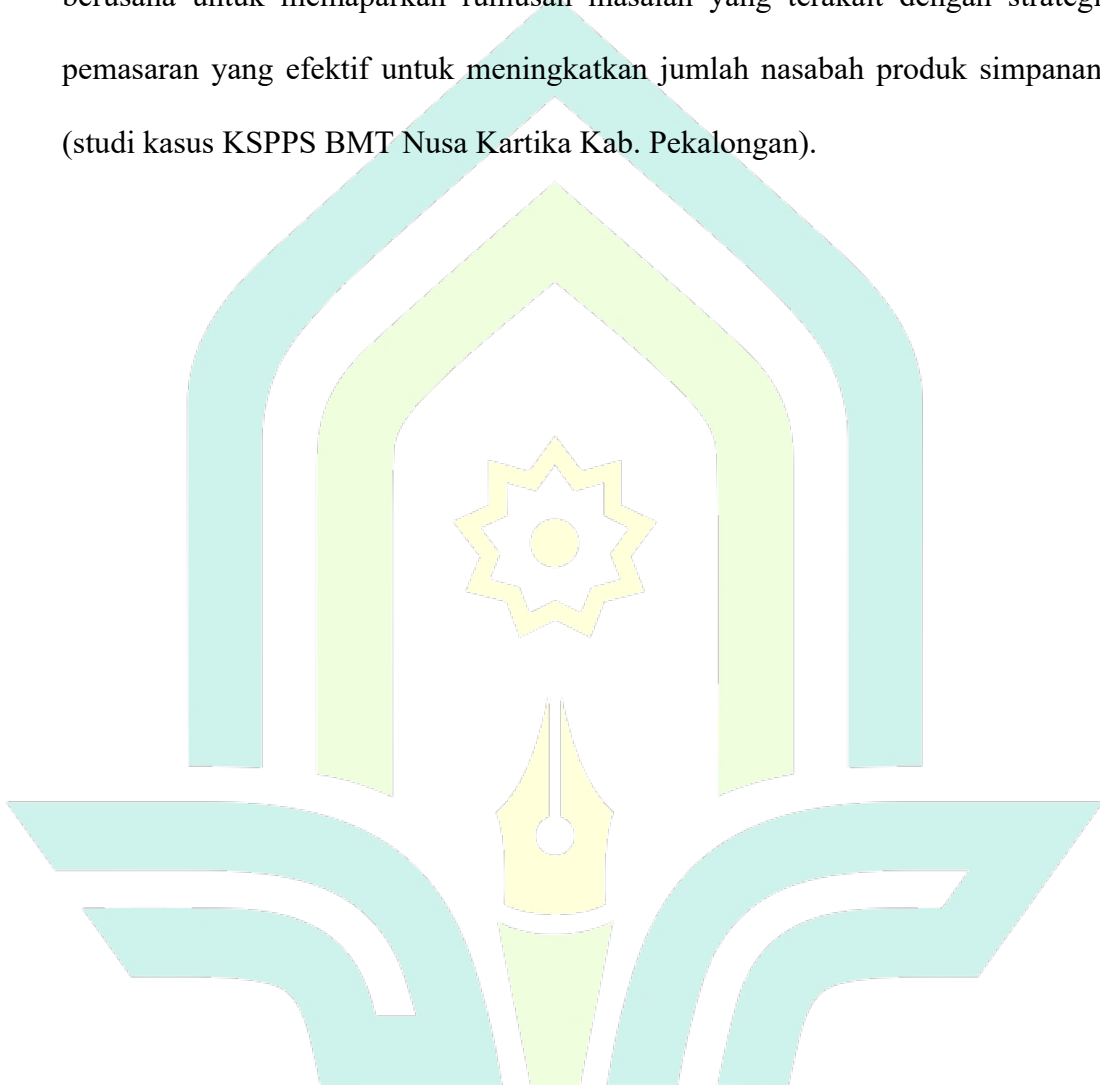 berusaha untuk memaparkan rumusan masalah yang terakait dengan strategi
pemasaran yang efektif untuk meningkatkan jumlah nasabah produk simpanan
(studi kasus KSPPS BMT Nusa Kartika Kab. Pekalongan).